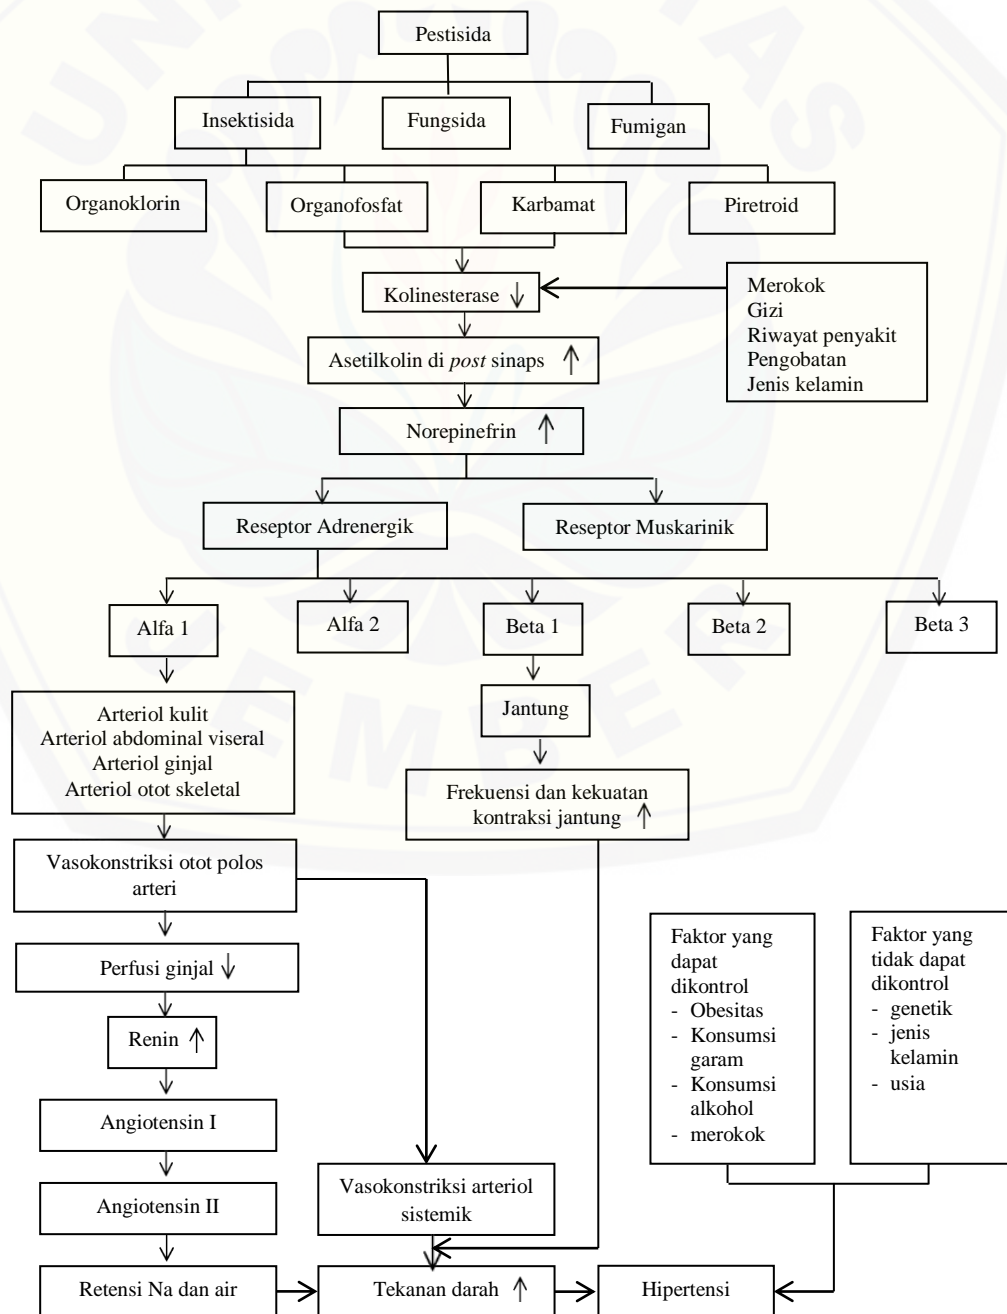 Pestisida
Insektisida
Fungsida
Fumigan
Organoklorin
Organofosfat
Karbamat
Piretroid
Kolinesterase ↓
Merokok
Gizi
Riwayat penyakit
Pengobatan
Jenis kelamin
Asetilkolin di post sinaps ↑
Norepinefrin ↑
Reseptor Adrenergik
Reseptor Muskarinik
Alfa 1
Alfa 2
Beta 1
Beta 2
Beta 3
Arteriol kulit
Arteriol abdominal viseral
Arteriol ginjal
Arteriol otot skeletal
Jantung
Frekuensi dan kekuatan
kontraksi jantung ↑
Vasokonstriksi otot polos
arteri
Perfusi ginjal ↓
Renin ↑
Angiotensin I
Angiotensin II
Vasokonstriksi arteriol
sistemik
Faktor yang
dapat
dikontrol
- Obesitas
- Konsumsi
garam
- Konsumsi
alkohol
- merokok
Faktor yang
tidak dapat
dikontrol
- genetik
- jenis
kelamin
- usia
Retensi Na dan air
Tekanan darah ↑
Hipertensi
JEMBER